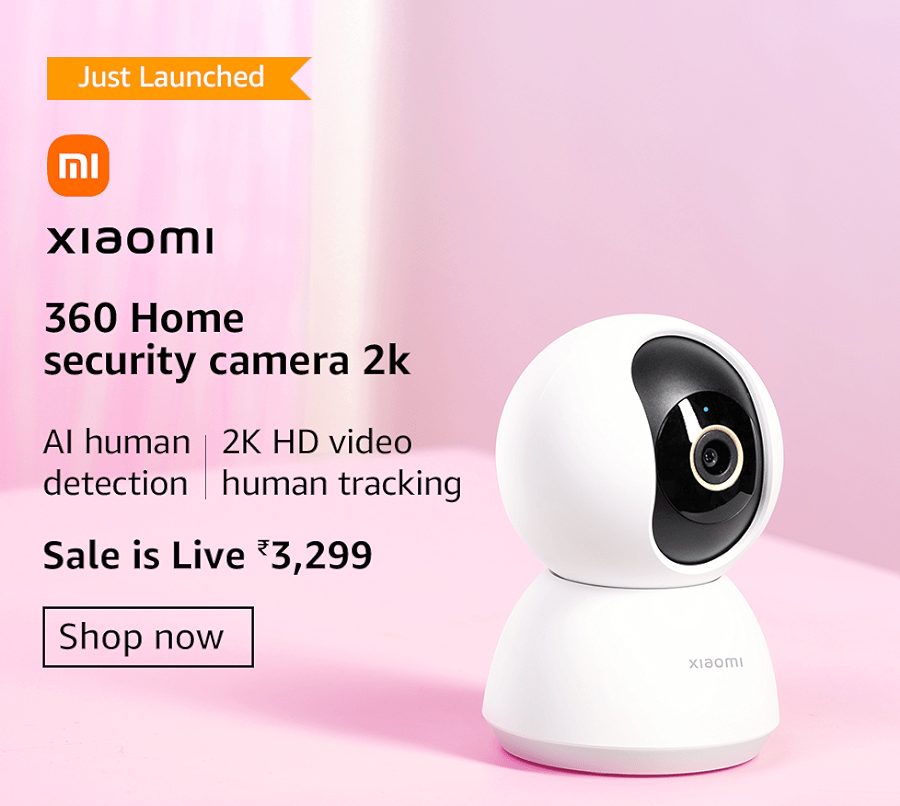 Just Launched
mi
xiaomi
360 Home
security camera 2k
AI human
detection
2K HD video
human tracking
Sale is Live ₹3,299
Shop now
xiaomi